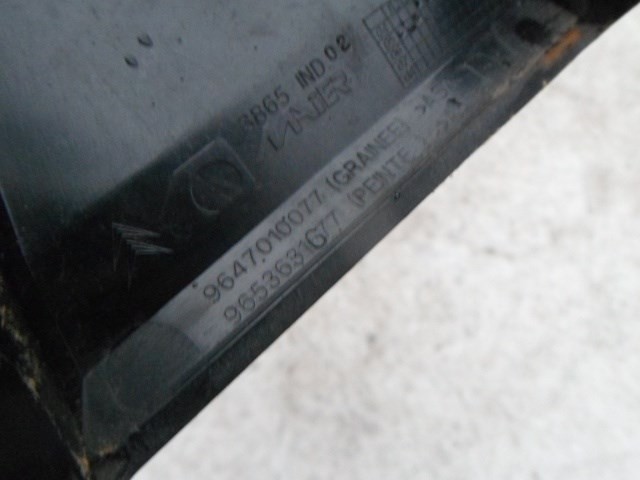 3865 IND 02
9647010077 (GRAINEE)
9653631677 (PEINTE